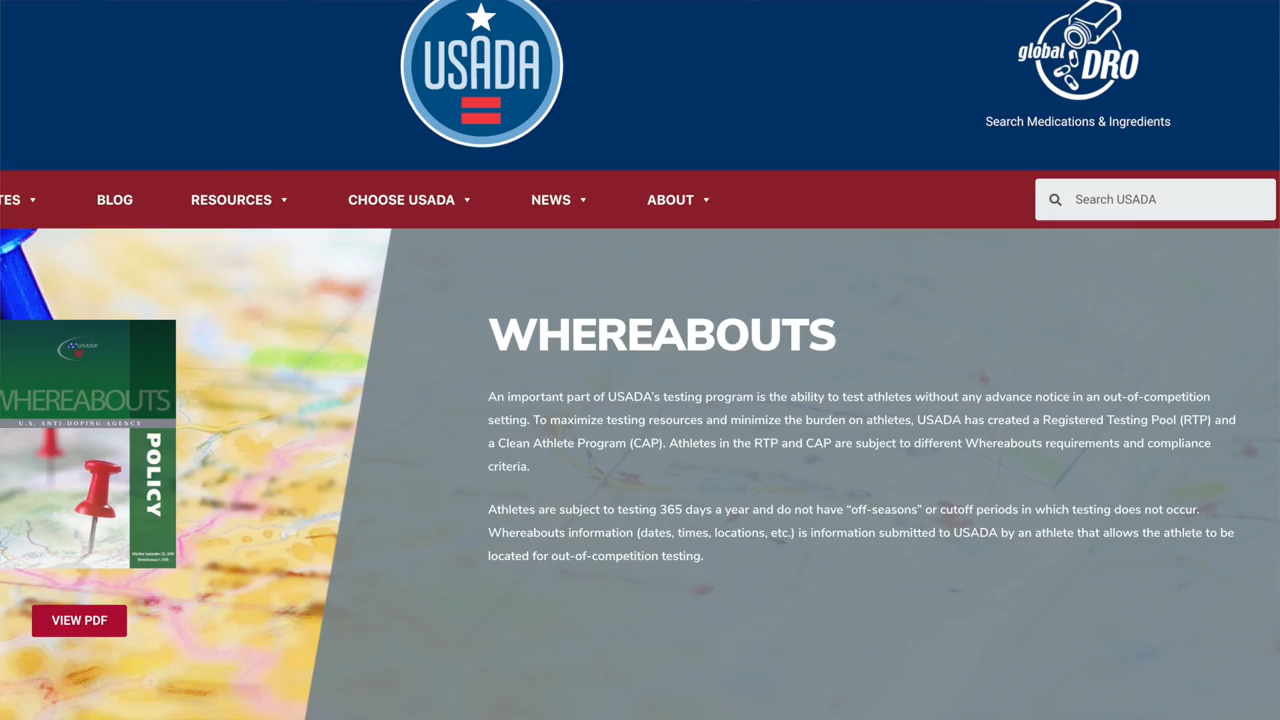 USADA
global
DRO
Search Medications & Ingredients
TES
BLOG
RESOURCES
CHOOSE USADA
NEWS
ABOUT
Search USADA
WHEREABOUTS
An important part of USADA's testing program is the ability to test athletes without any advance notice in an out-of-competition
setting. To maximize testing resources and minimize the burden on athletes, USADA has created a Registered Testing Pool (RTP) and
a Clean Athlete Program (CAP). Athletes in the RTP and CAP are subject to different Whereabouts requirements and compliance
criteria.
Athletes are subject to testing 365 days a year and do not have “off-seasons” or cutoff periods in which testing does not occur.
Whereabouts information (dates, times, locations, etc.) is information submitted to USADA by an athlete that allows the athlete to be
located for out-of-competition testing.
USADA
WHEREABOUTS
U.S. ANTI-DOPING AGENCY
POLICY
VIEW PDF